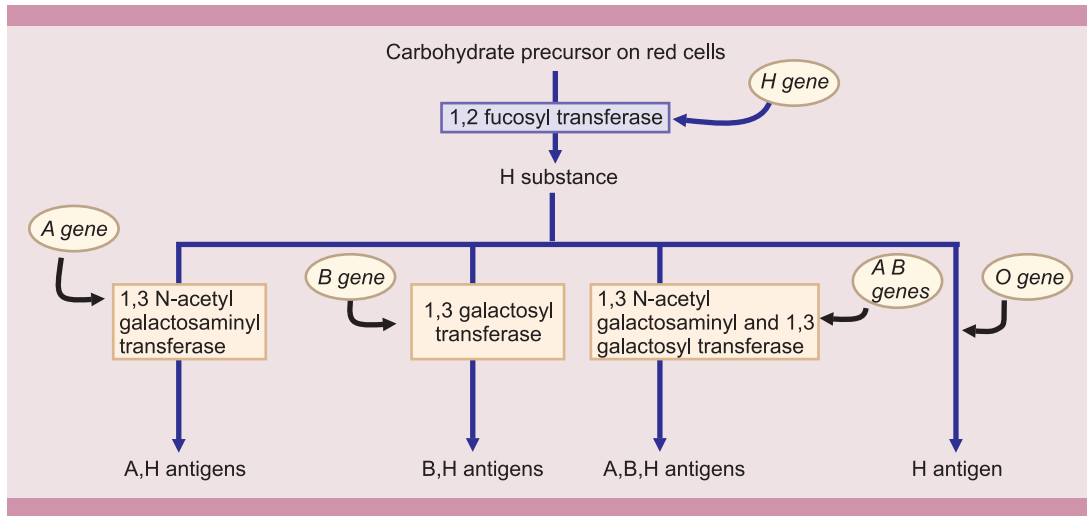 Carbohydrate precursor on red cells
H gene
1,2 fucosyl transferase
H substance
A gene
B gene
A B
genes
O gene
1,3 N-acetyl
galactosaminyl
transferase
1,3 galactosyl
transferase
1,3 N-acetyl
galactosaminyl and 1,3
galactosyl transferase
A,H antigens
B,H antigens
A,B,H antigens
H antigen